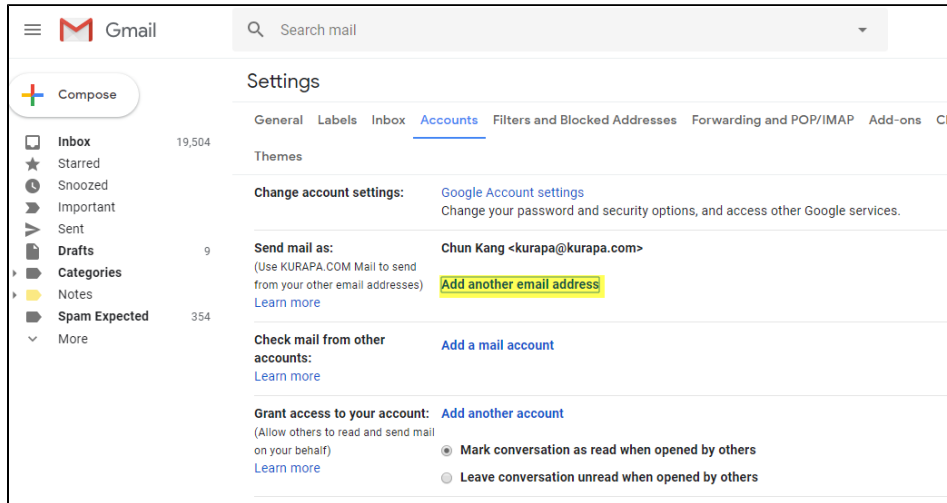 Gmail
Search mail
Compose
Inbox 19,504
Starred
Snoozed
Important
Sent
Drafts 9
Categories
Notes
Spam Expected 354
More
Settings
General Labels Inbox Accounts Filters and Blocked Addresses Forwarding and POP/IMAP Add-ons
Themes
Change account settings:
Google Account settings
Change your password and security options, and access other Google services.
Send mail as:
(Use KURAPA.COM Mail to send
from your other email addresses)
Learn more
Chun Kang <kurapa@kurapa.com>
Add another email address
Check mail from other
accounts:
Learn more
Add a mail account
Grant access to your account:
(Allow others to read and send mail
on your behalf)
Learn more
Add another account
Mark conversation as read when opened by others
Leave conversation unread when opened by others